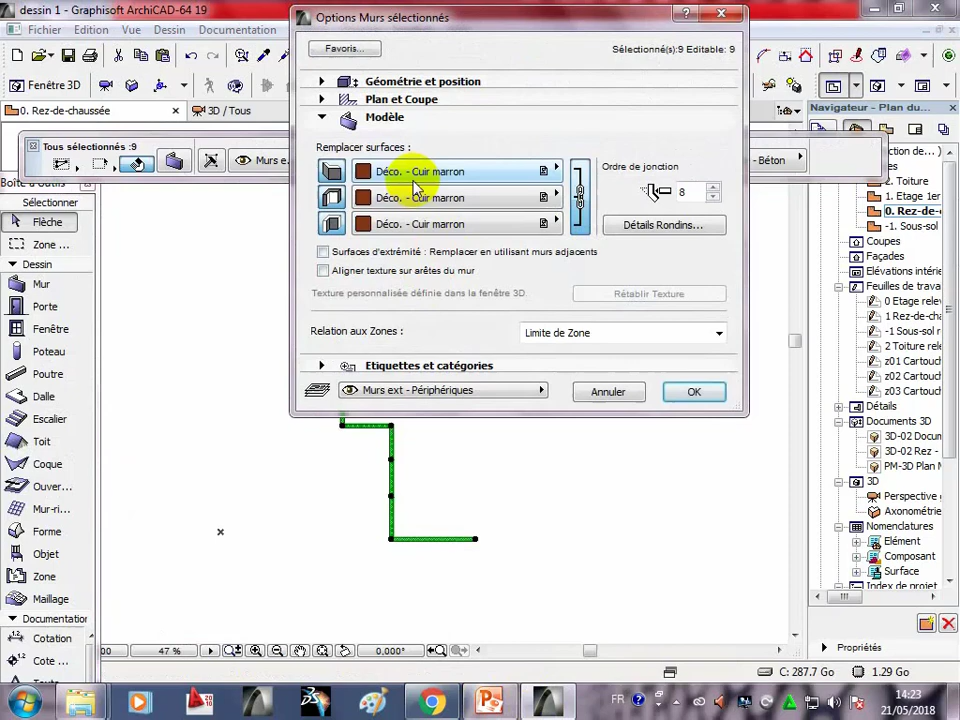 dessin 1 - Graphisoft ArchiCAD-64 19
Fichier Edition Vue Dessin Documentation
Fenêtre 3D
0. Rez-de-chaussée
3D / Tous
Tous sélectionnés :9
Murs e
- Béton
Options Murs sélectionnés
Favoris...
Sélectionné(s):9 Editable: 9
Géométrie et position
Plan et Coupe
Modèle
Remplacer surfaces :
Déco. - Cuir marron
Déco. - Cuir marron
Déco. - Cuir marron
Ordre de jonction
8
Détails Rondins...
Surfaces d'extrémité : Remplacer en utilisant murs adjacents
Aligner texture sur arêtes du mur
Texture personnalisée définie dans la fenêtre 3D.
Rétablir Texture
Relation aux Zones :
Limite de Zone
Etiquettes et catégories
Murs ext - Périphériques
Annuler
OK
Sélectionner
Flèche
Zone ...
Dessin
Mur
Porte
Fenêtre
Poteau
Poutre
Dalle
Escalier
Toit
Coque
Ouver...
Mur-ri...
Forme
Objet
Zone
Maillage
Documentation
Cotation
Cote ...
Navigateur - Plan du
2. Toiture
1. Etage 1er
0. Rez-de-c
-1. Sous-sol
Coupes
Façades
Elévations intérie
Feuilles de trava
0 Etage relev
1 Rez-de-cha
-1 Sous-sol r
2 Toiture rele
z01 Cartouch
z02 Cartouch
z03 Cartouch
Détails
Documents 3D
3D-02 Docum
3D-02 Rez -
PM-3D Plan M
3D
Perspective g
Axonométrie
Nomenclatures
Elément
Composant
Surface
Index de projet
Propriétés
00
47 %
0,000°
C: 287.7 Go
1.29 Go
FR
14:23
21/05/2018